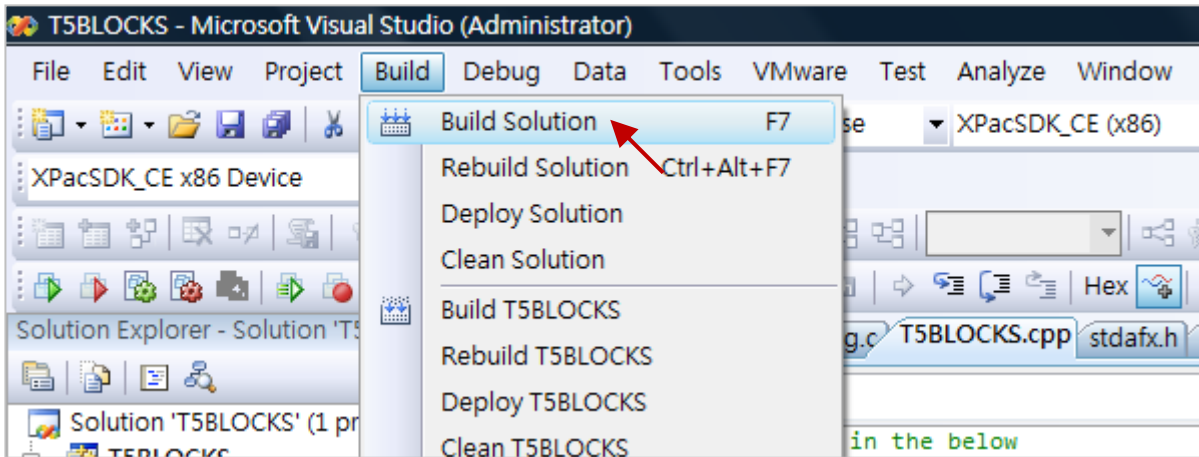 T5BLOCKS - Microsoft Visual Studio (Administrator)
File Edit View Project Build Debug Data Tools VMware Test Analyze Window
Build Solution F7
se XPacSDK_CE (x86)
XPacSDK_CE x86 Device
Rebuild Solution Ctrl+Alt+F7
Deploy Solution
Clean Solution
Hex
Build T5BLOCKS
Solution Explorer - Solution 'T5
g.c T5BLOCKS.cpp stdafx.h
Rebuild T5BLOCKS
Deploy T5BLOCKS
Solution 'T5BLOCKS' (1 pr
Clean T5BLOCKS
in the below
T5BLOCKS